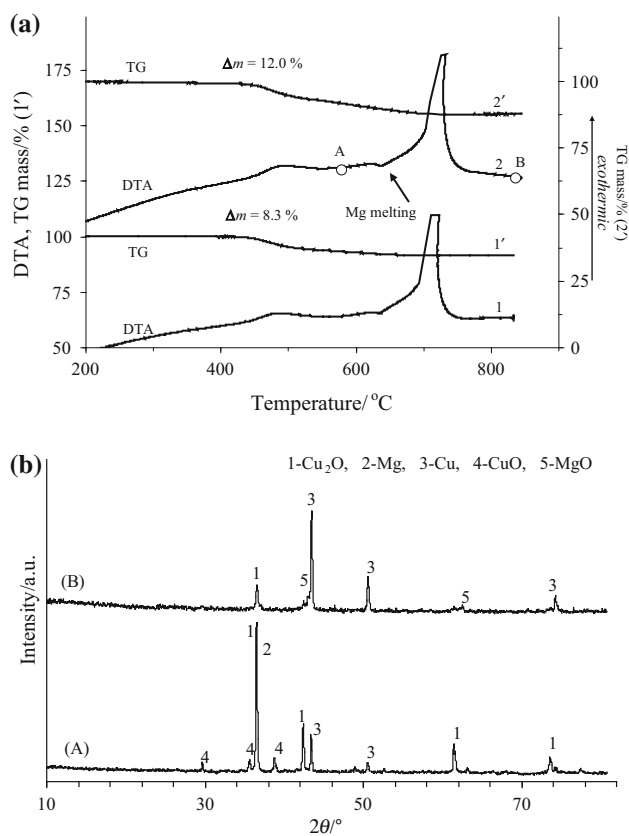 (a)
175
150
125
100
75
50
DTA, TG mass/% (1′)
TG
Δm = 12.0 %
2′
A
2
B
DTA
Mg melting
Δm = 8.3 %
TG
1′
DTA
1
100
75
50
25
0
exothermic
TG mass/% (2′)
200
400
600
800
Temperature/ °C
(b)
1-Cu₂O, 2-Mg, 3-Cu, 4-CuO, 5-MgO
Intensity/a.u.
(B)
1
5
3
3
5
3
(A)
4
4
1
2
4
1
3
3
1
1
10
30
50
70
2θ/°